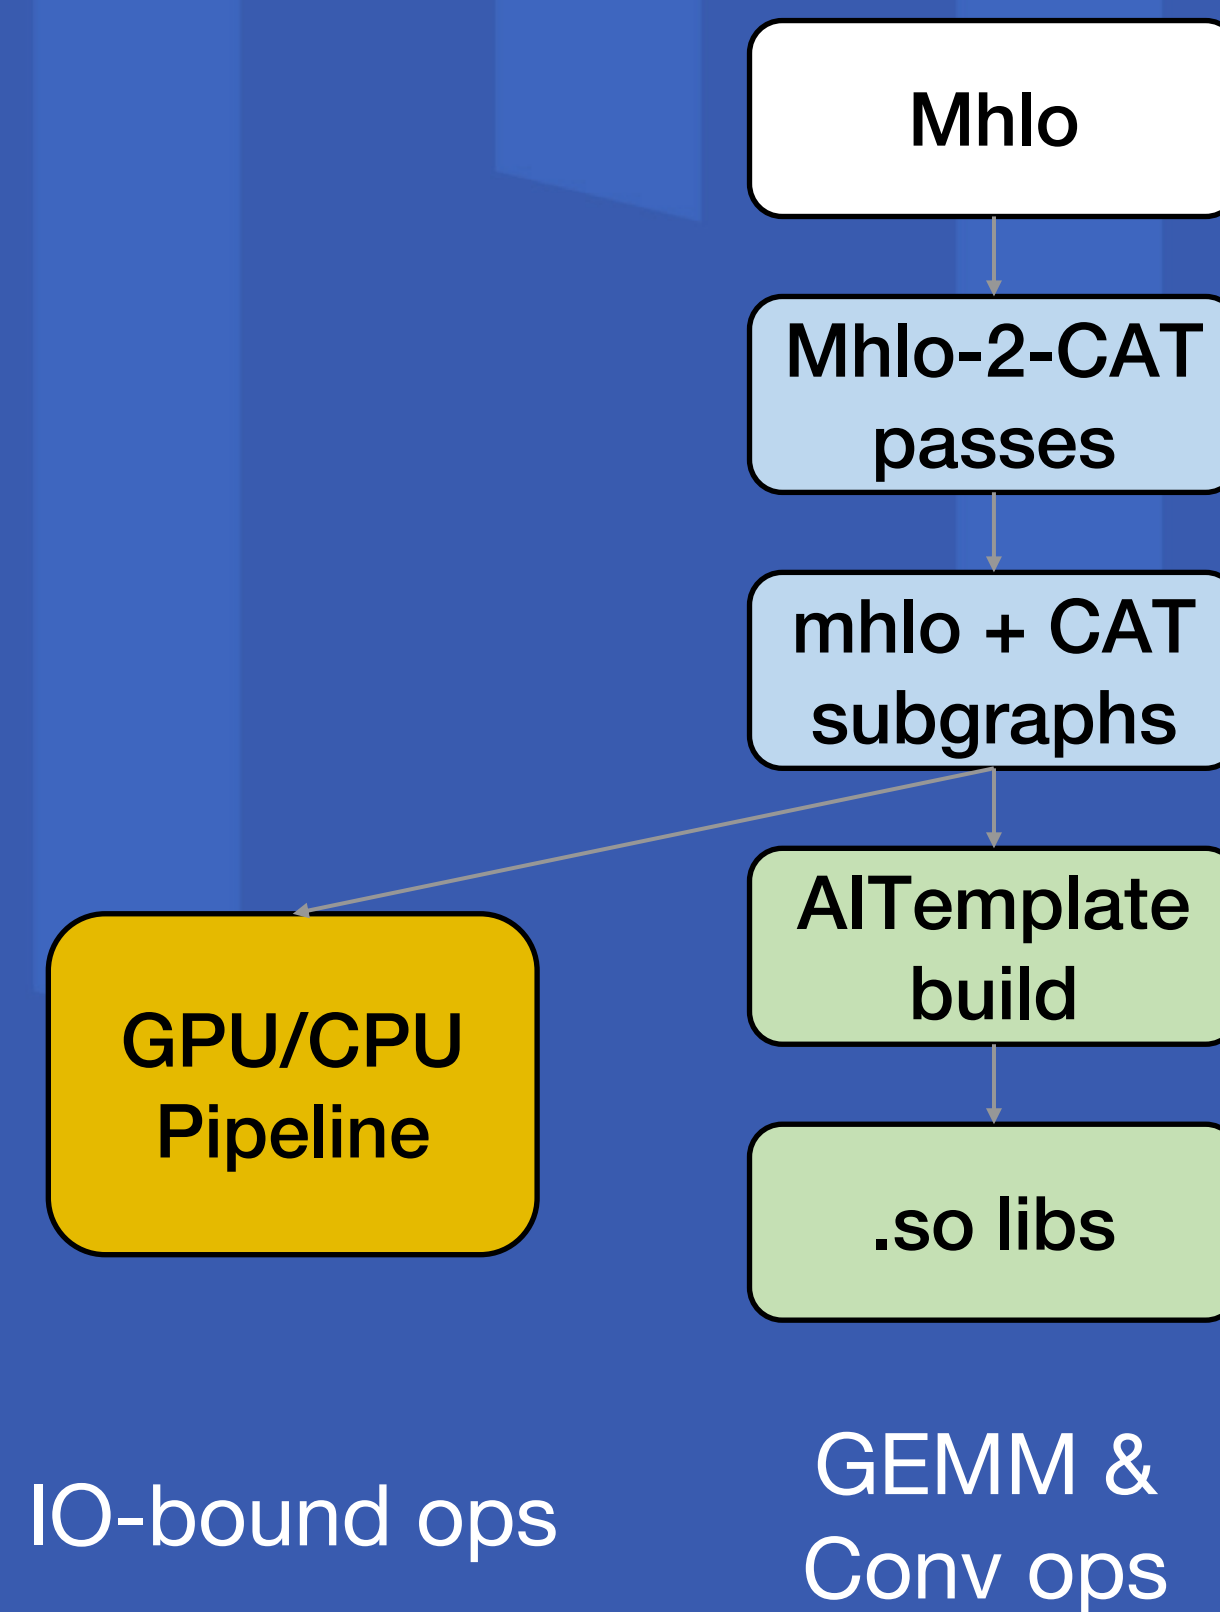 Mhlo
Mhlo-2-CAT
passes
mhlo + CAT
subgraphs
AITemplate
build
GPU/CPU
Pipeline
.so libs
IO-bound ops
GEMM &
Conv ops